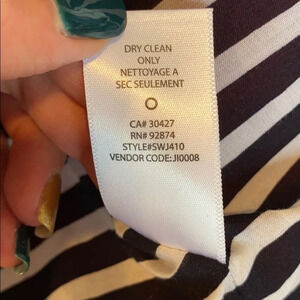 DRY CLEAN
ONLY
NETTOYAGE A
SEC SEULEMENT
CA# 30427
RN# 92874
STYLE#SWJ410
VENDOR CODE:JI0008